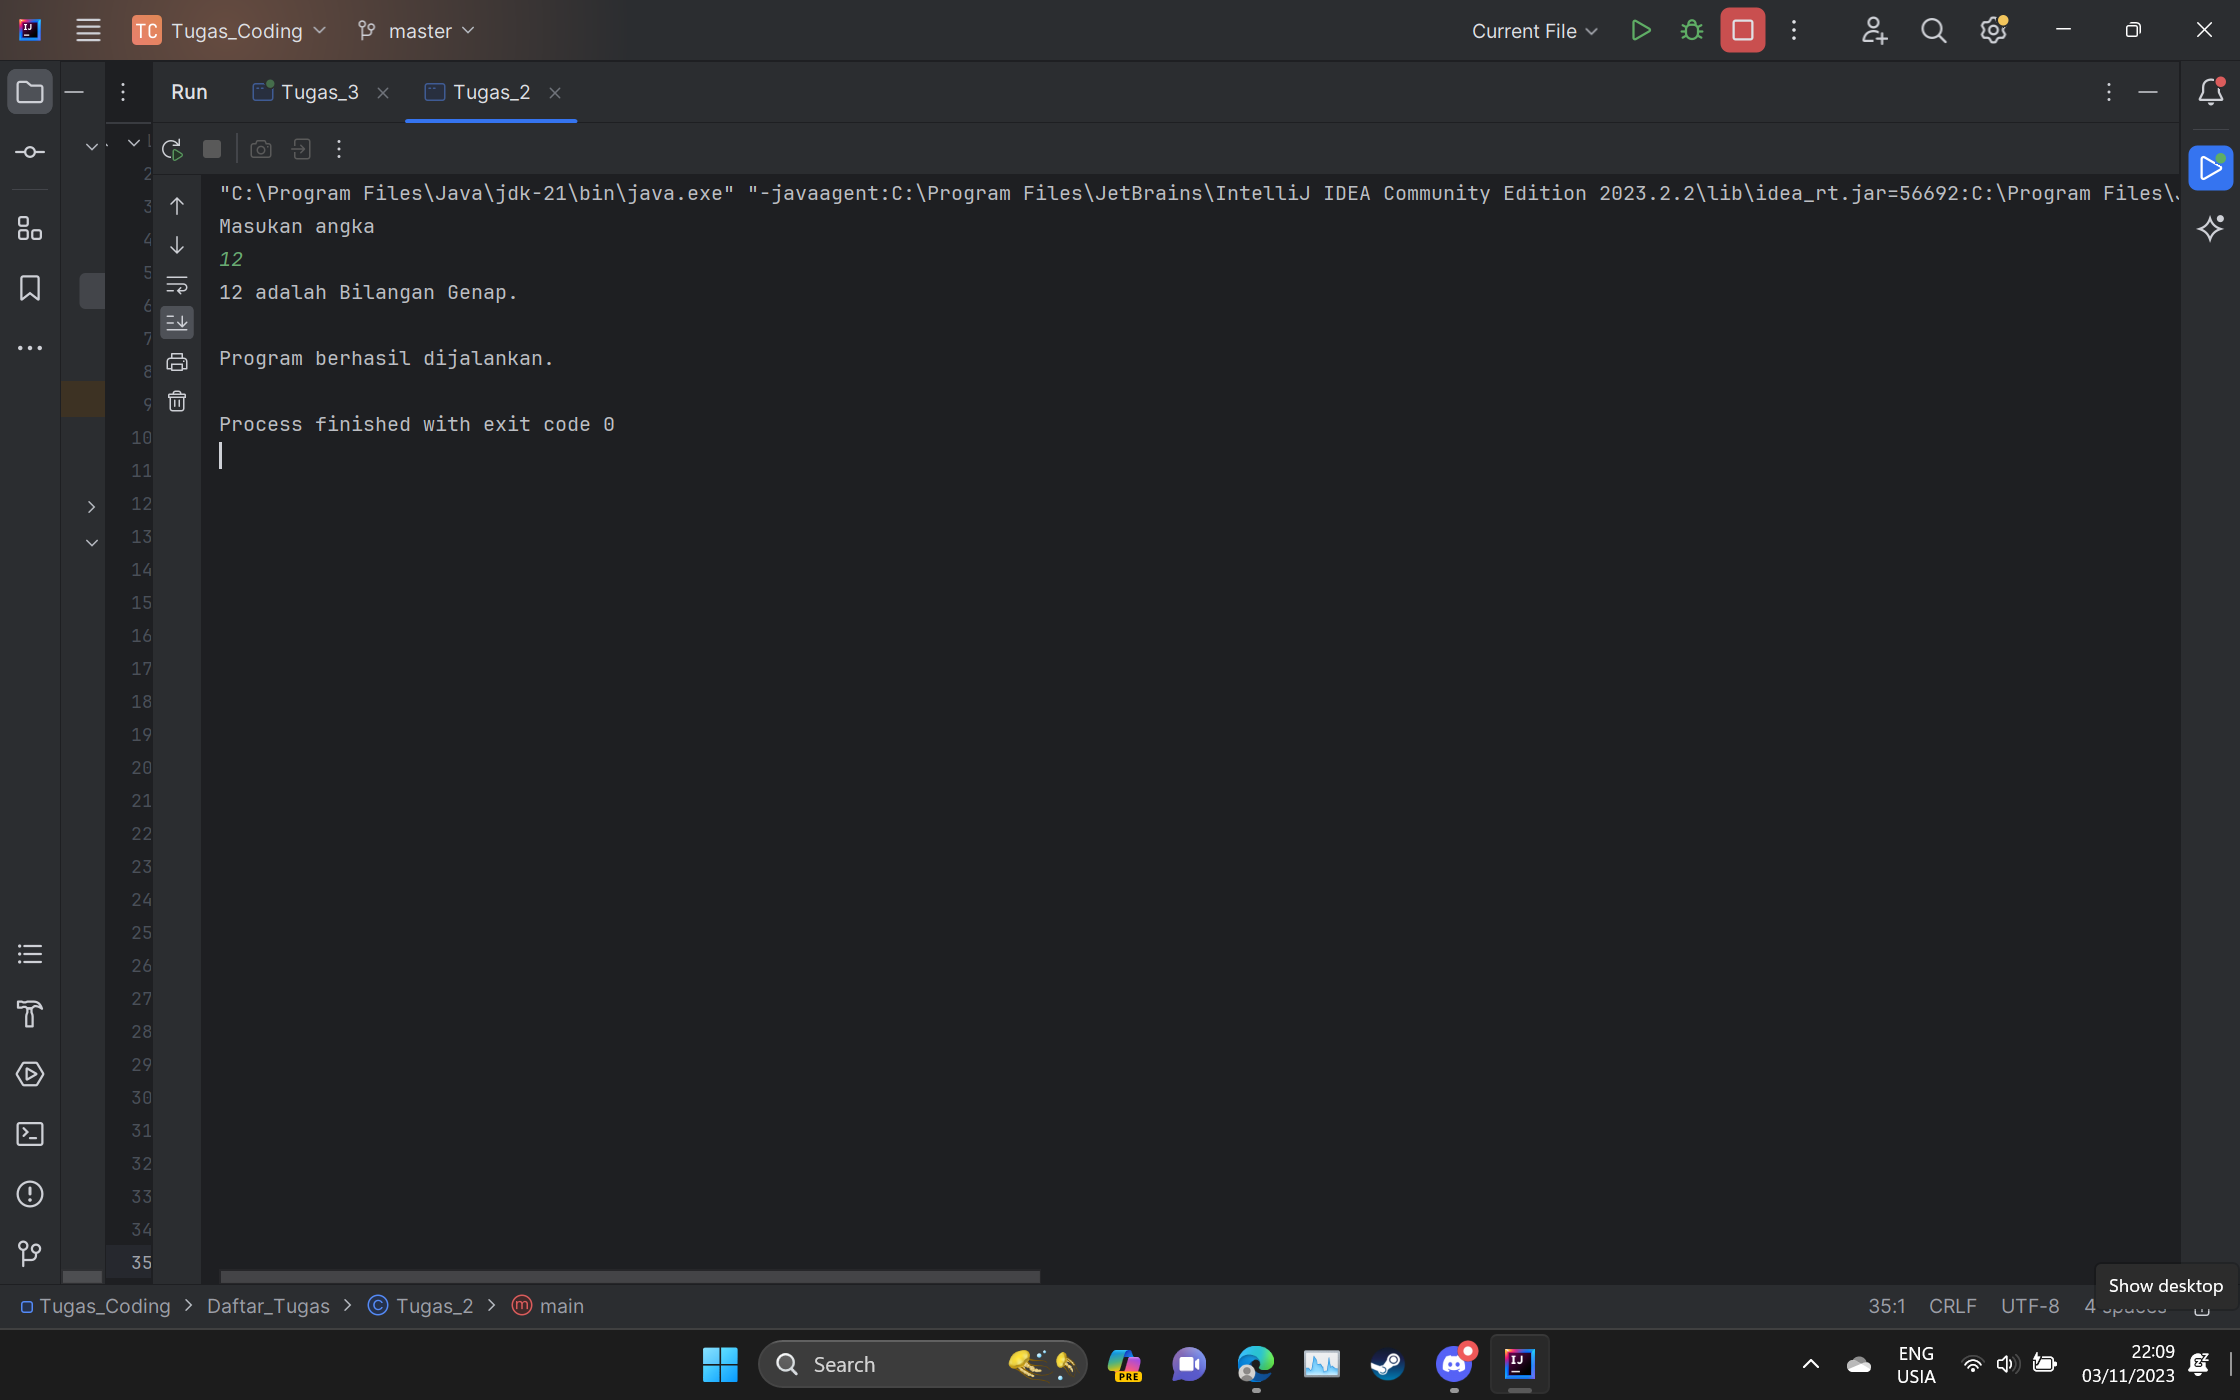 TC Tugas_Coding master Current File
Run Tugas_3 Tugas_2
"C:\Program Files\Java\jdk-21\bin\java.exe" "-javaagent:C:\Program Files\JetBrains\IntelliJ IDEA Community Edition 2023.2.2\lib\idea_rt.jar=56692:C:\Program Files\
Masukan angka
12
12 adalah Bilangan Genap.
Program berhasil dijalankan.
Process finished with exit code 0
2
3
4
5
6
7
8
9
10
11
12
13
14
15
16
17
18
19
20
21
22
23
24
25
26
27
28
29
30
31
32
33
34
35
Show desktop
Tugas_Coding > Daftar_Tugas > Tugas_2 > main 35:1 CRLF UTF-8 4 spaces
Search
PRE
ENG
USIA
22:09
03/11/2023